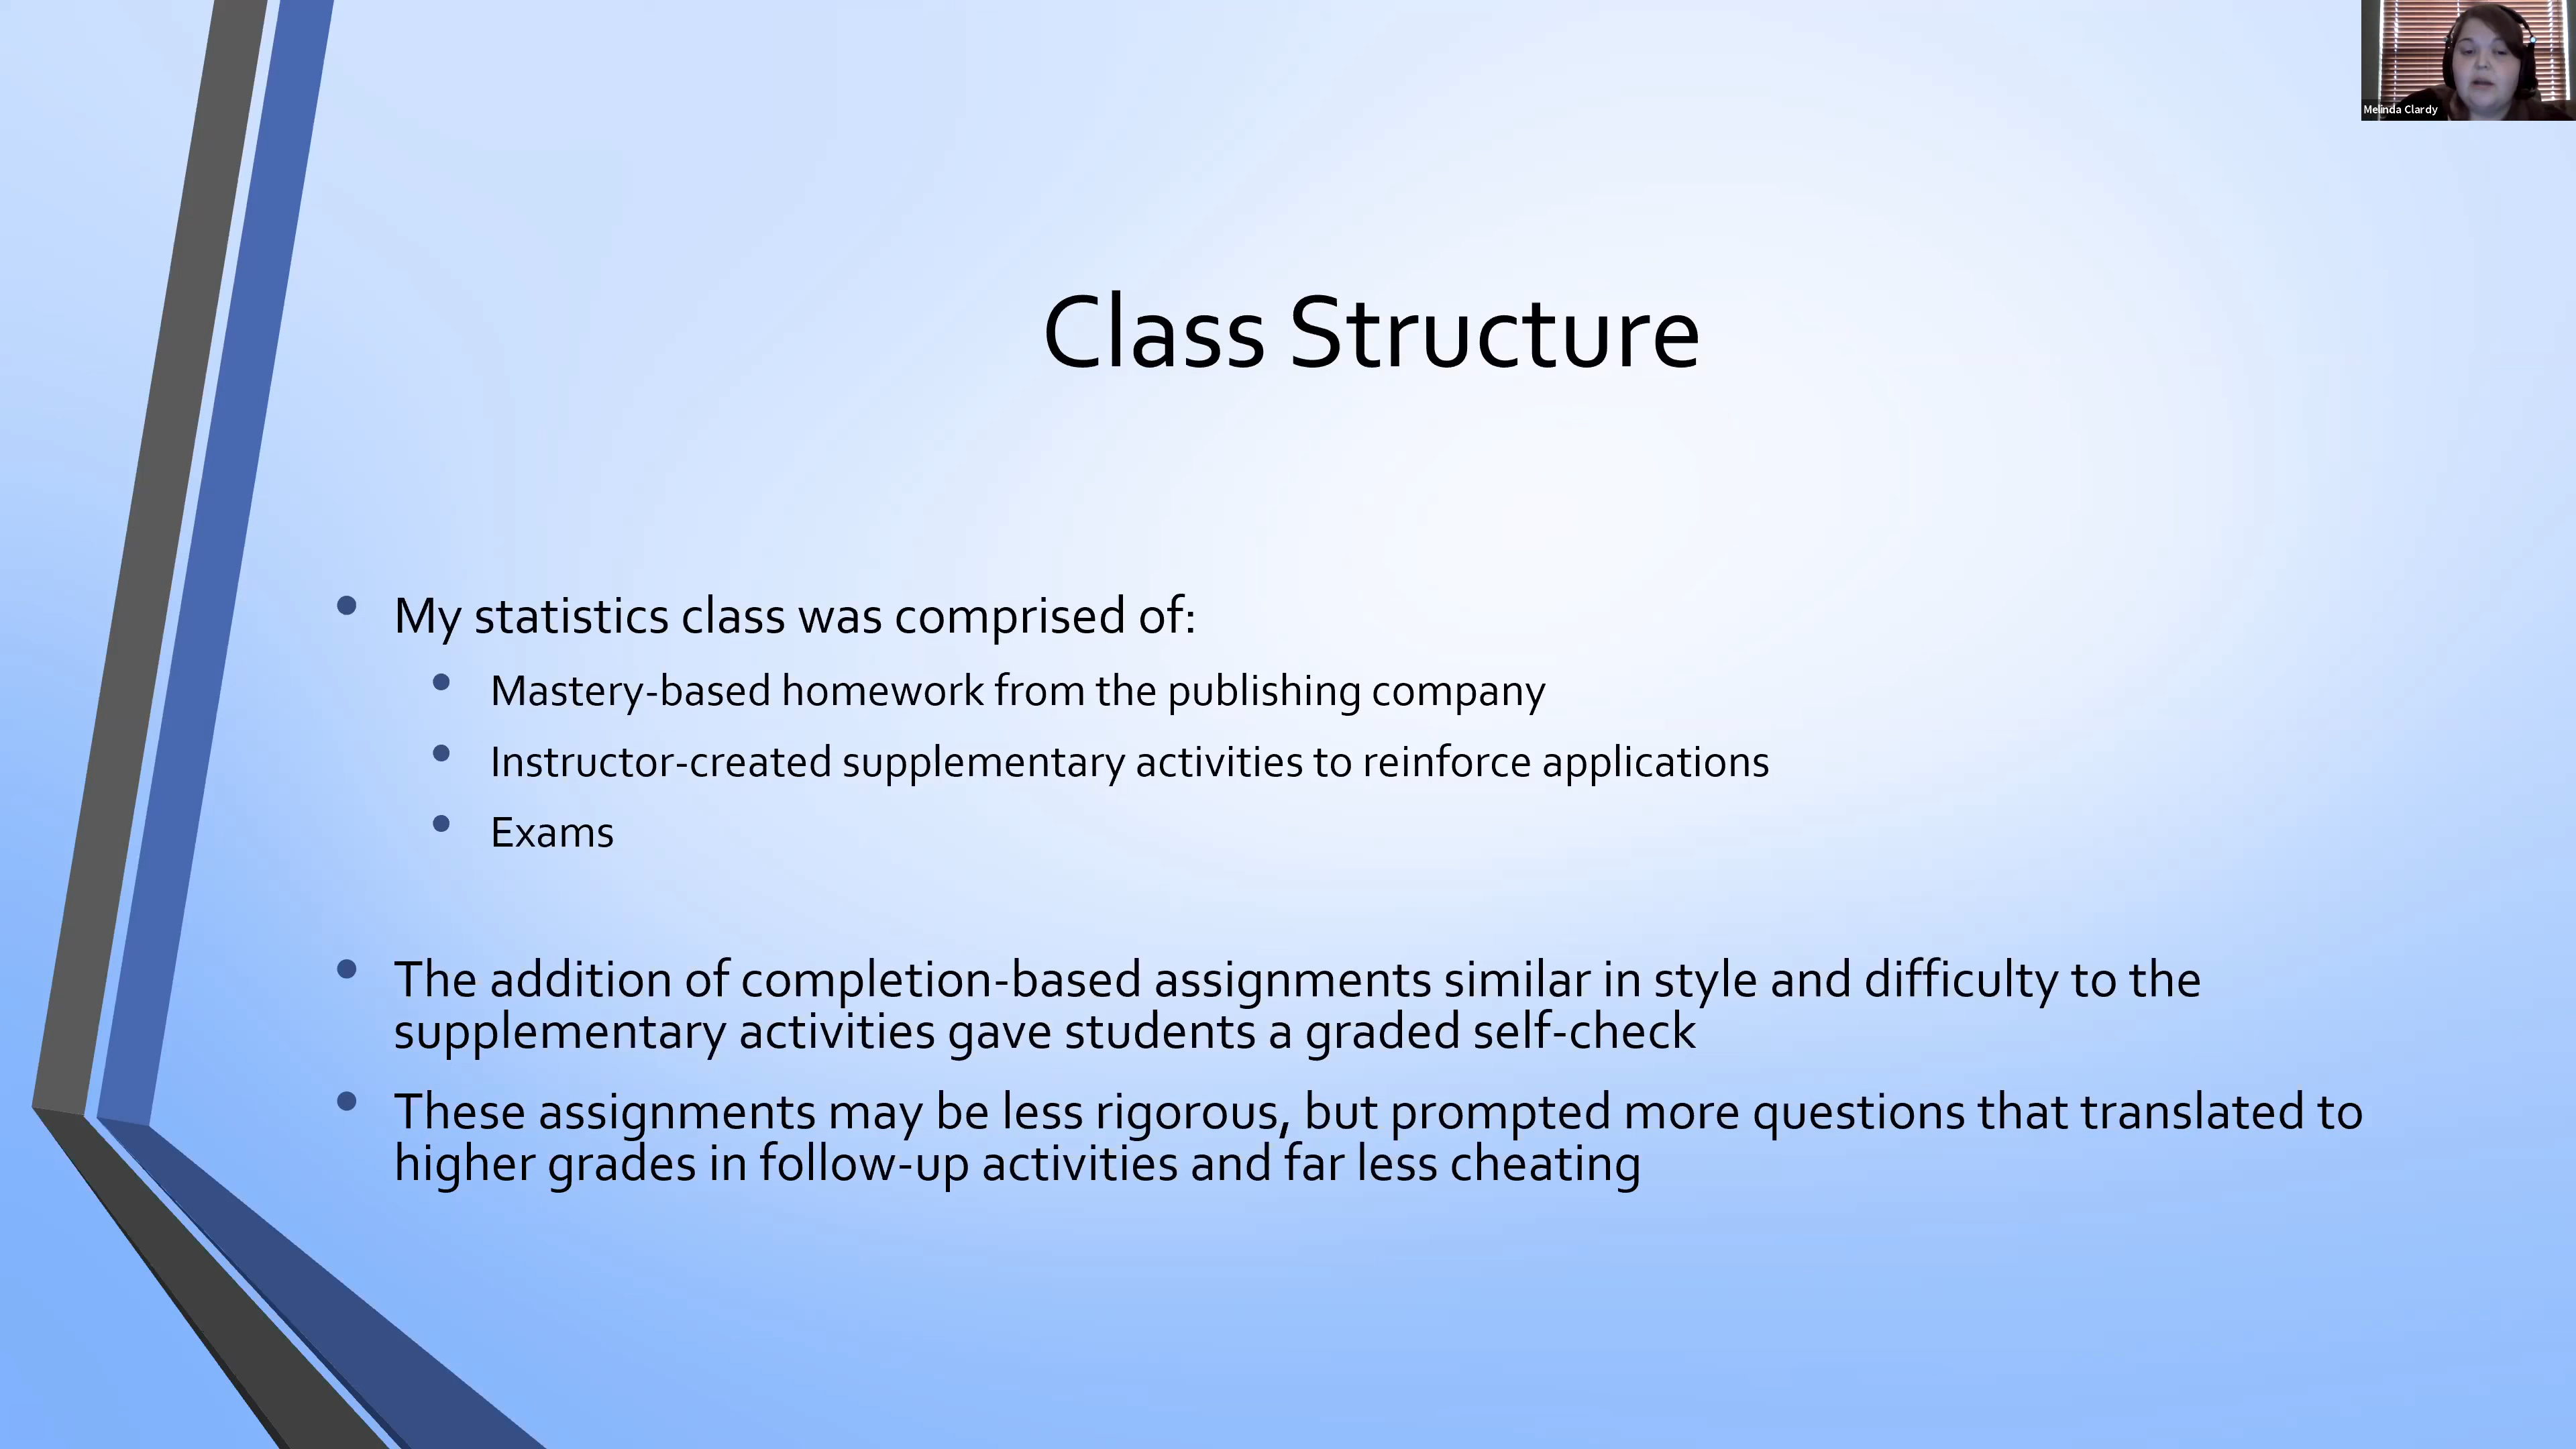 Melinda Clardy
Class Structure
• My statistics class was comprised of:
• Mastery-based homework from the publishing company
• Instructor-created supplementary activities to reinforce applications
• Exams
• The addition of completion-based assignments similar in style and difficulty to the
supplementary activities gave students a graded self-check
• These assignments may be less rigorous, but prompted more questions that translated to
higher grades in follow-up activities and far less cheating